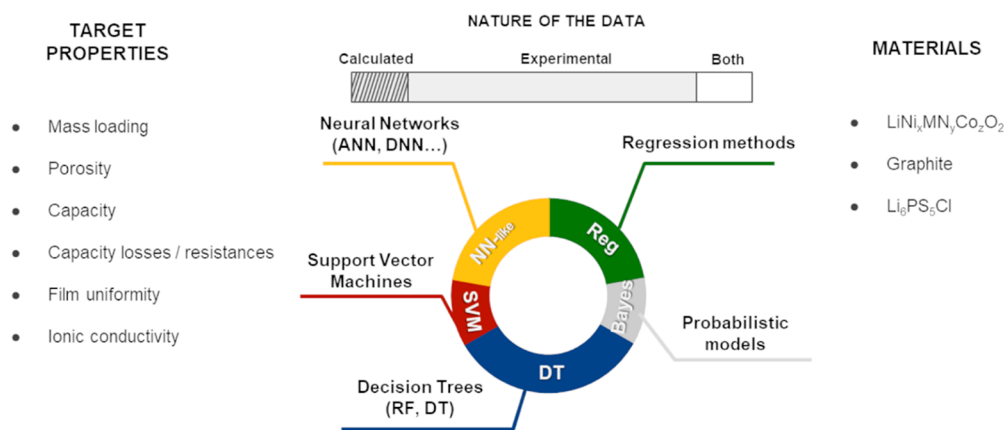 TARGET
PROPERTIES
Mass loading
Porosity
Capacity
Capacity losses / resistances
Film uniformity
Ionic conductivity
NATURE OF THE DATA
Calculated
Experimental
Both
Neural Networks
(ANN, DNN...)
Regression methods
NN-like
Reg
Support Vector
Machines
SVM
Bayes
Probabilistic
models
DT
Decision Trees
(RF, DT)
MATERIALS
LiNiₓMNᵧCo_zO₂
Graphite
Li₆PS₅Cl